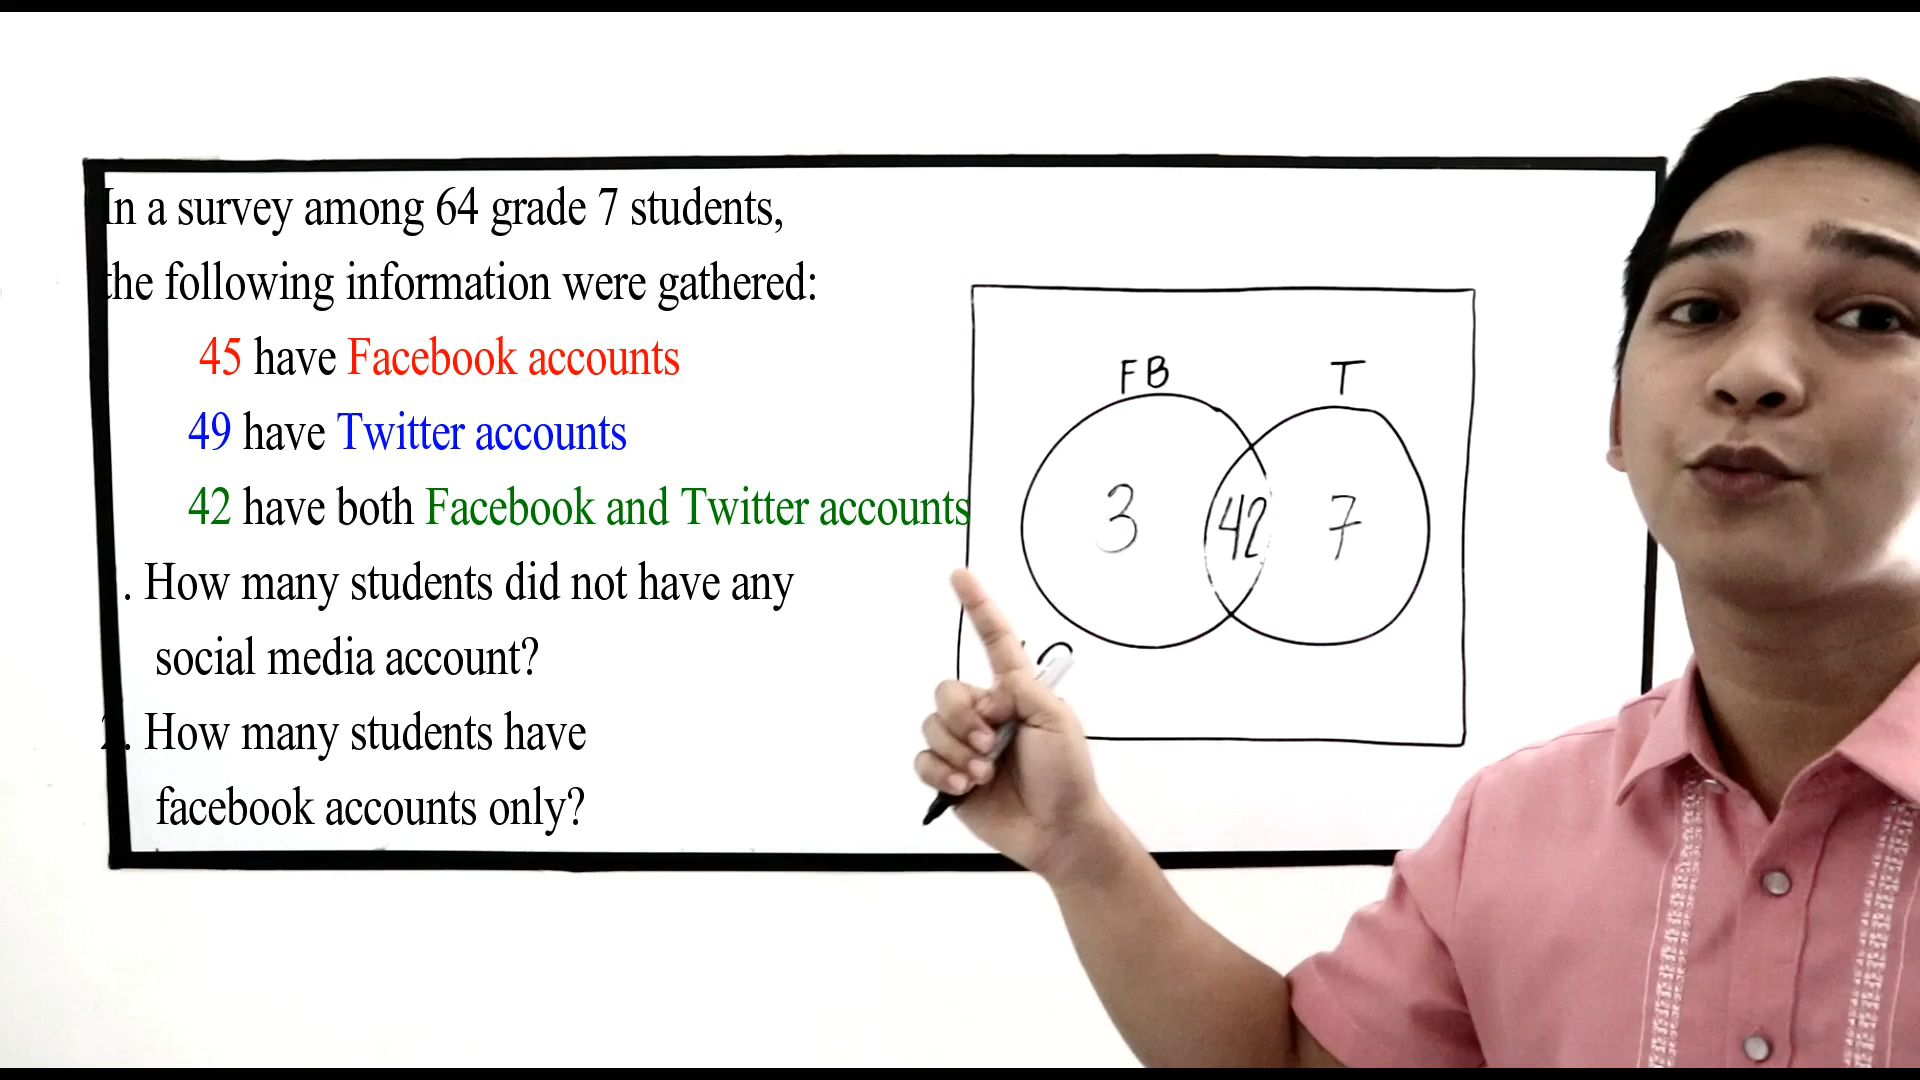 In a survey among 64 grade 7 students,
the following information were gathered:
45 have Facebook accounts
49 have Twitter accounts
42 have both Facebook and Twitter accounts
. How many students did not have any
social media account?
2. How many students have
facebook accounts only?
FB T
3 42 7